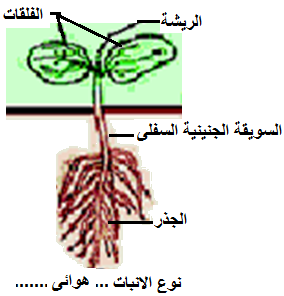 الفلقات
الريشة
السويقة الجنينية السفلى
الجذر
نوع الانبات ... هوائى .......